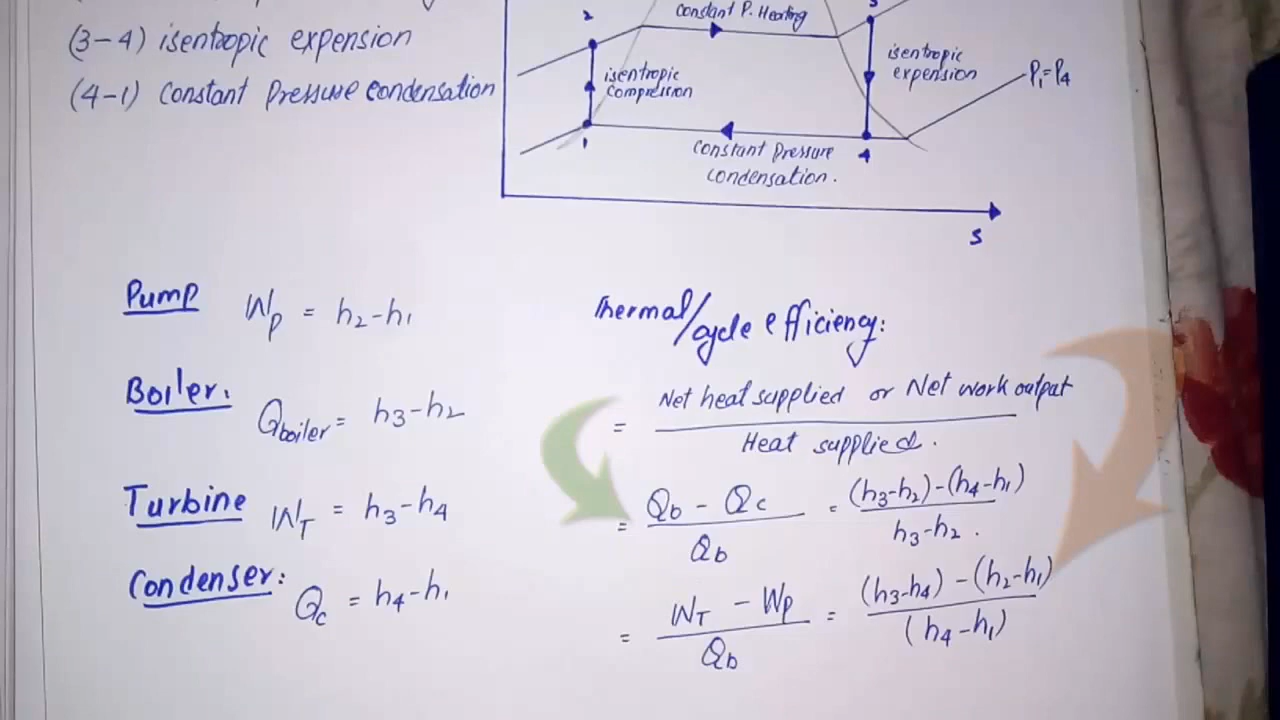 (3-4) isentropic expension
(4-1) Constant Pressure Condensation
2
constant P. Heating
3
isentropic compression
isentropic expension
P₁=P₄
1
Constant Pressure condensation.
4
s
Pump Wp = h2-h1
Boiler: Qboiler = h3-h2
Turbine WT = h3-h4
Condenser: Qc = h4-h1
Thermal/cycle efficiency:
= Net heat supplied or Net work output / Heat supplied.
= Qb - Qc / Qb = (h3-h2)-(h4-h1) / h3-h2.
= WT - Wp / Qb = (h3-h4) - (h2-h1) / (h4-h1)